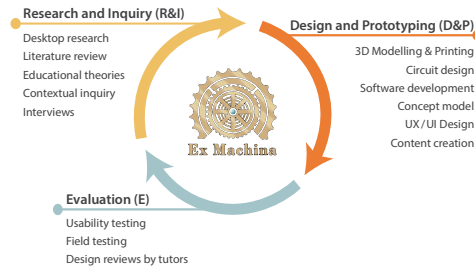 Research and Inquiry (R&I)
Desktop research
Literature review
Educational theories
Contextual inquiry
Interviews
Design and Prototyping (D&P)
3D Modelling & Printing
Circuit design
Software development
Concept model
UX/UI Design
Content creation
Ex Machina
Evaluation (E)
Usability testing
Field testing
Design reviews by tutors